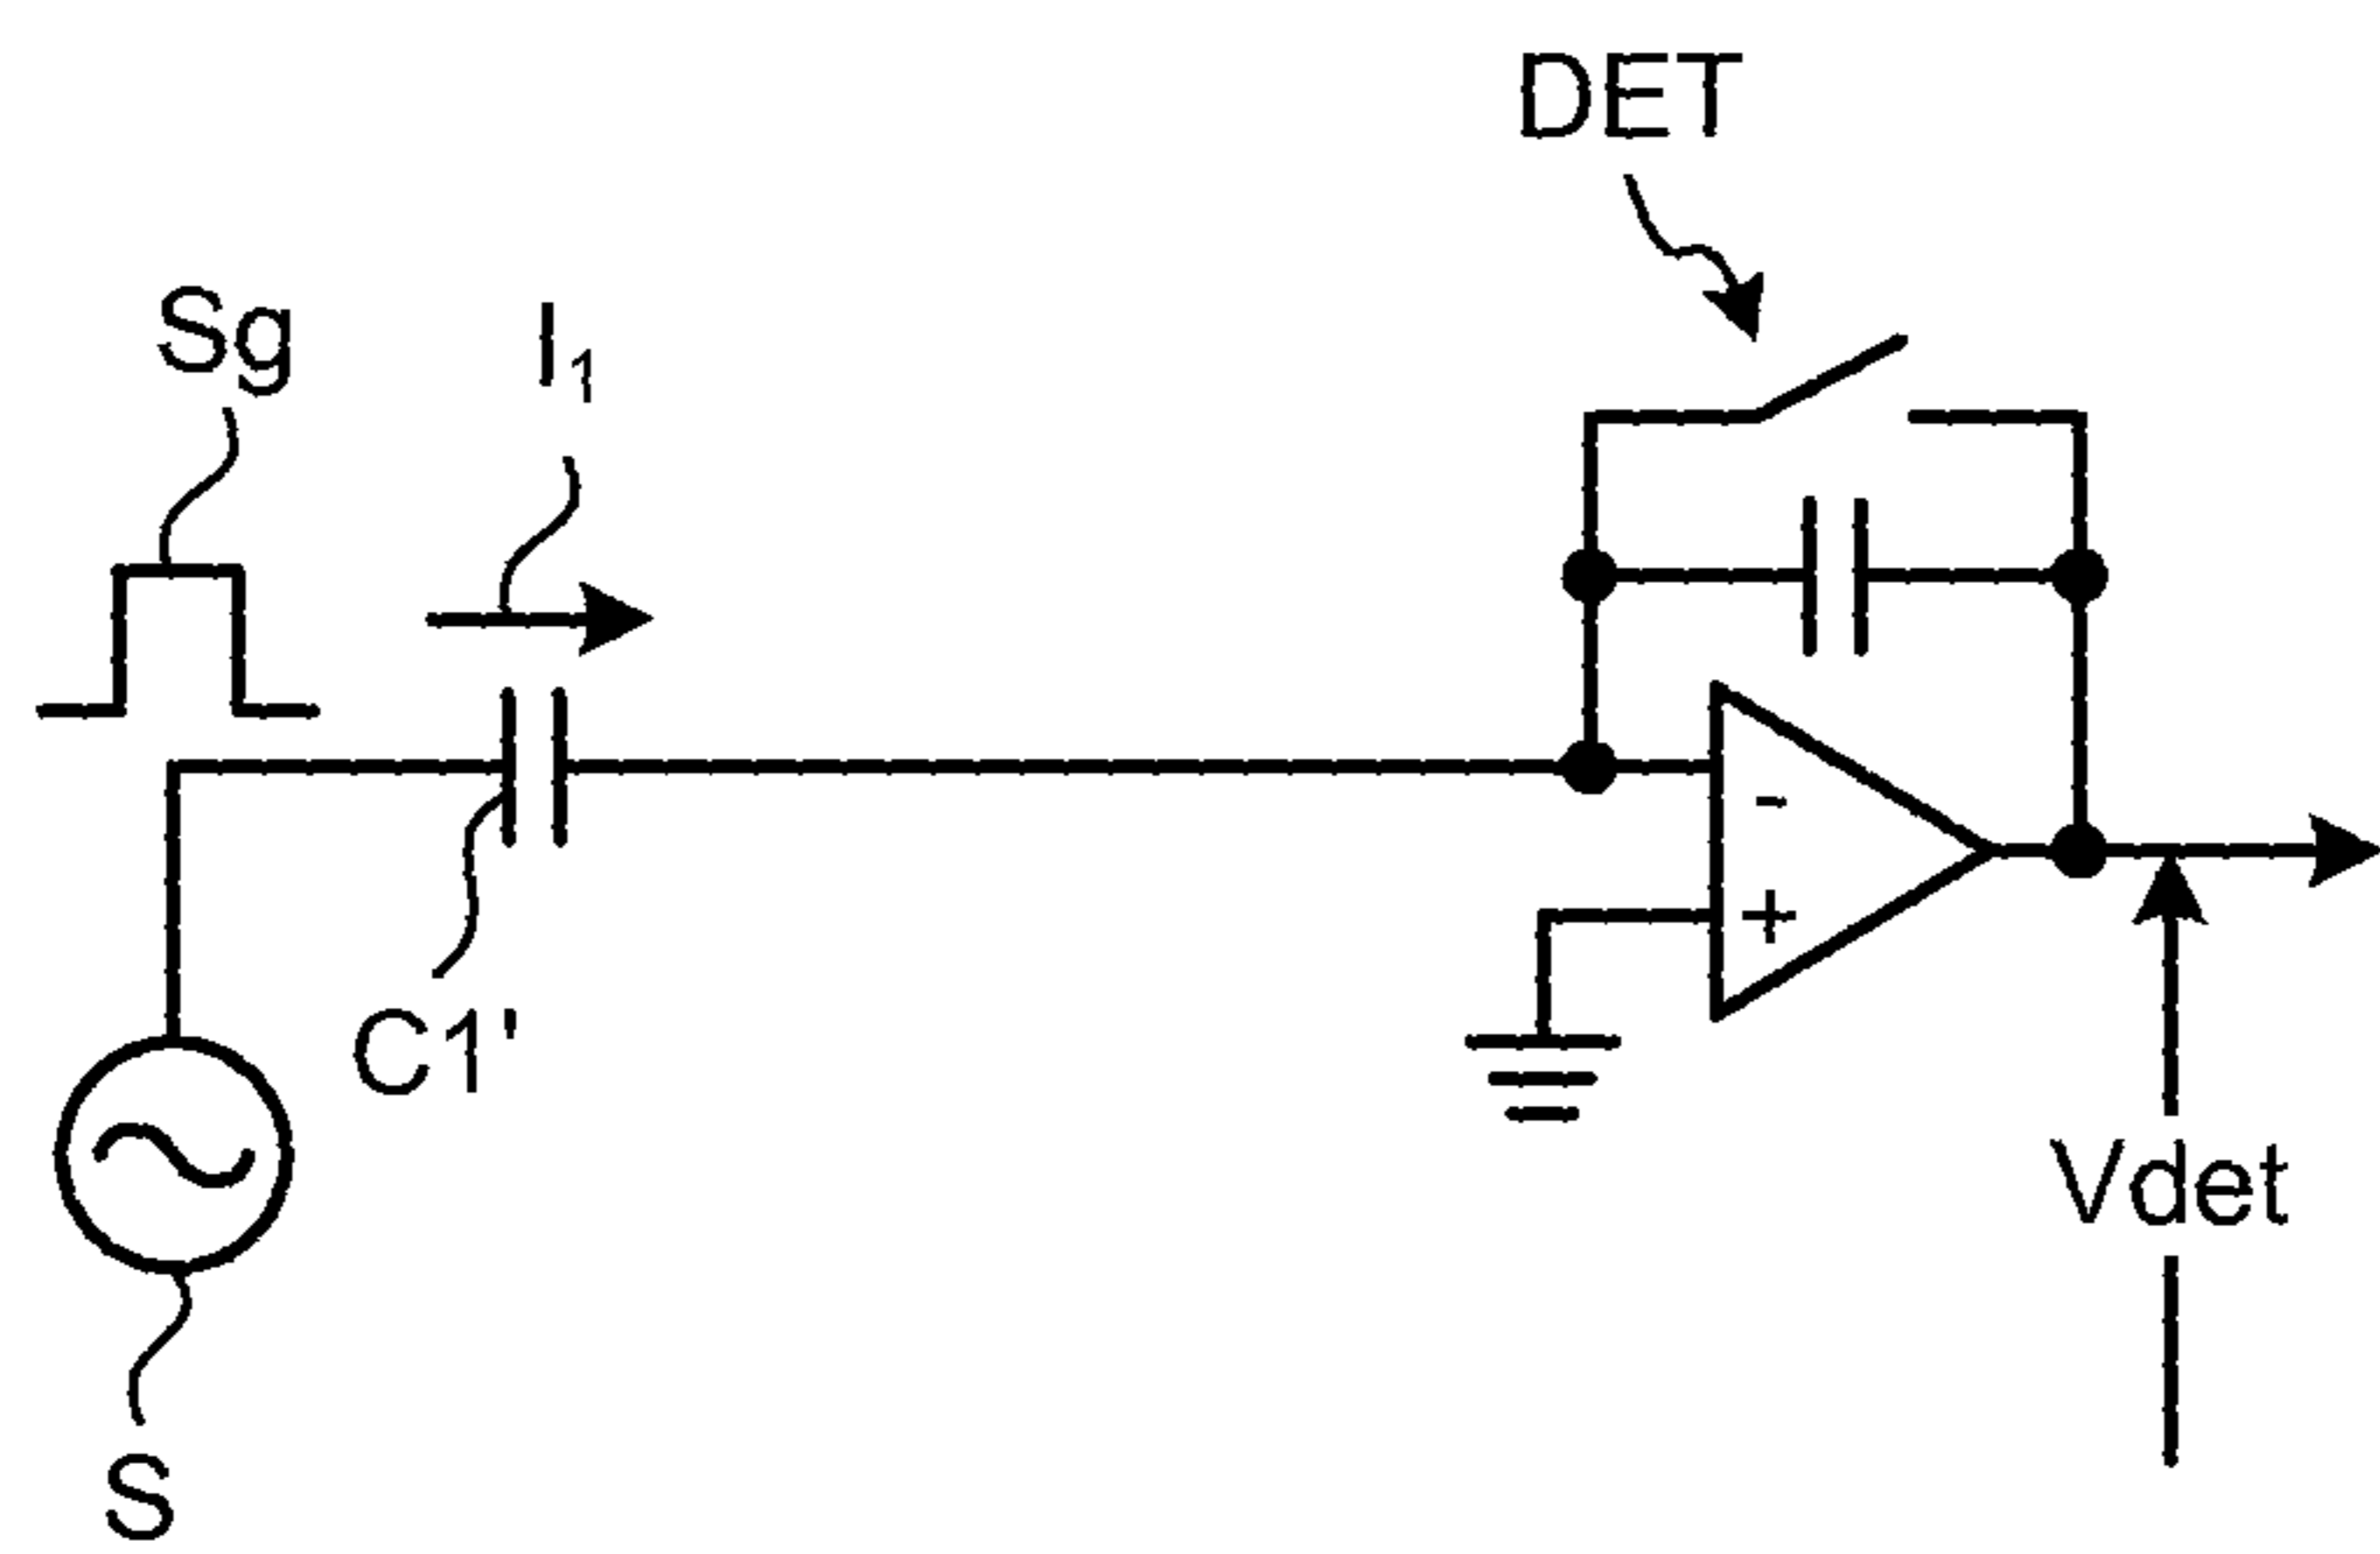 DET
Sg
I₁
-
+
C1'
Vdet
S